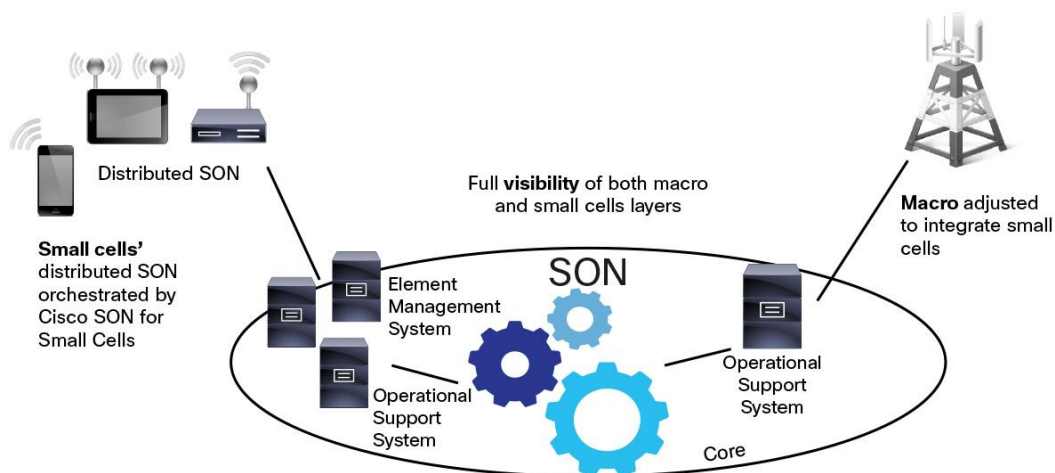 Distributed SON
Small cells’
distributed SON
orchestrated by
Cisco SON for
Small Cells
Full visibility of both macro
and small cells layers
Macro adjusted
to integrate small
cells
SON
Element
Management
System
Operational
Support
System
Operational
Support
System
Core